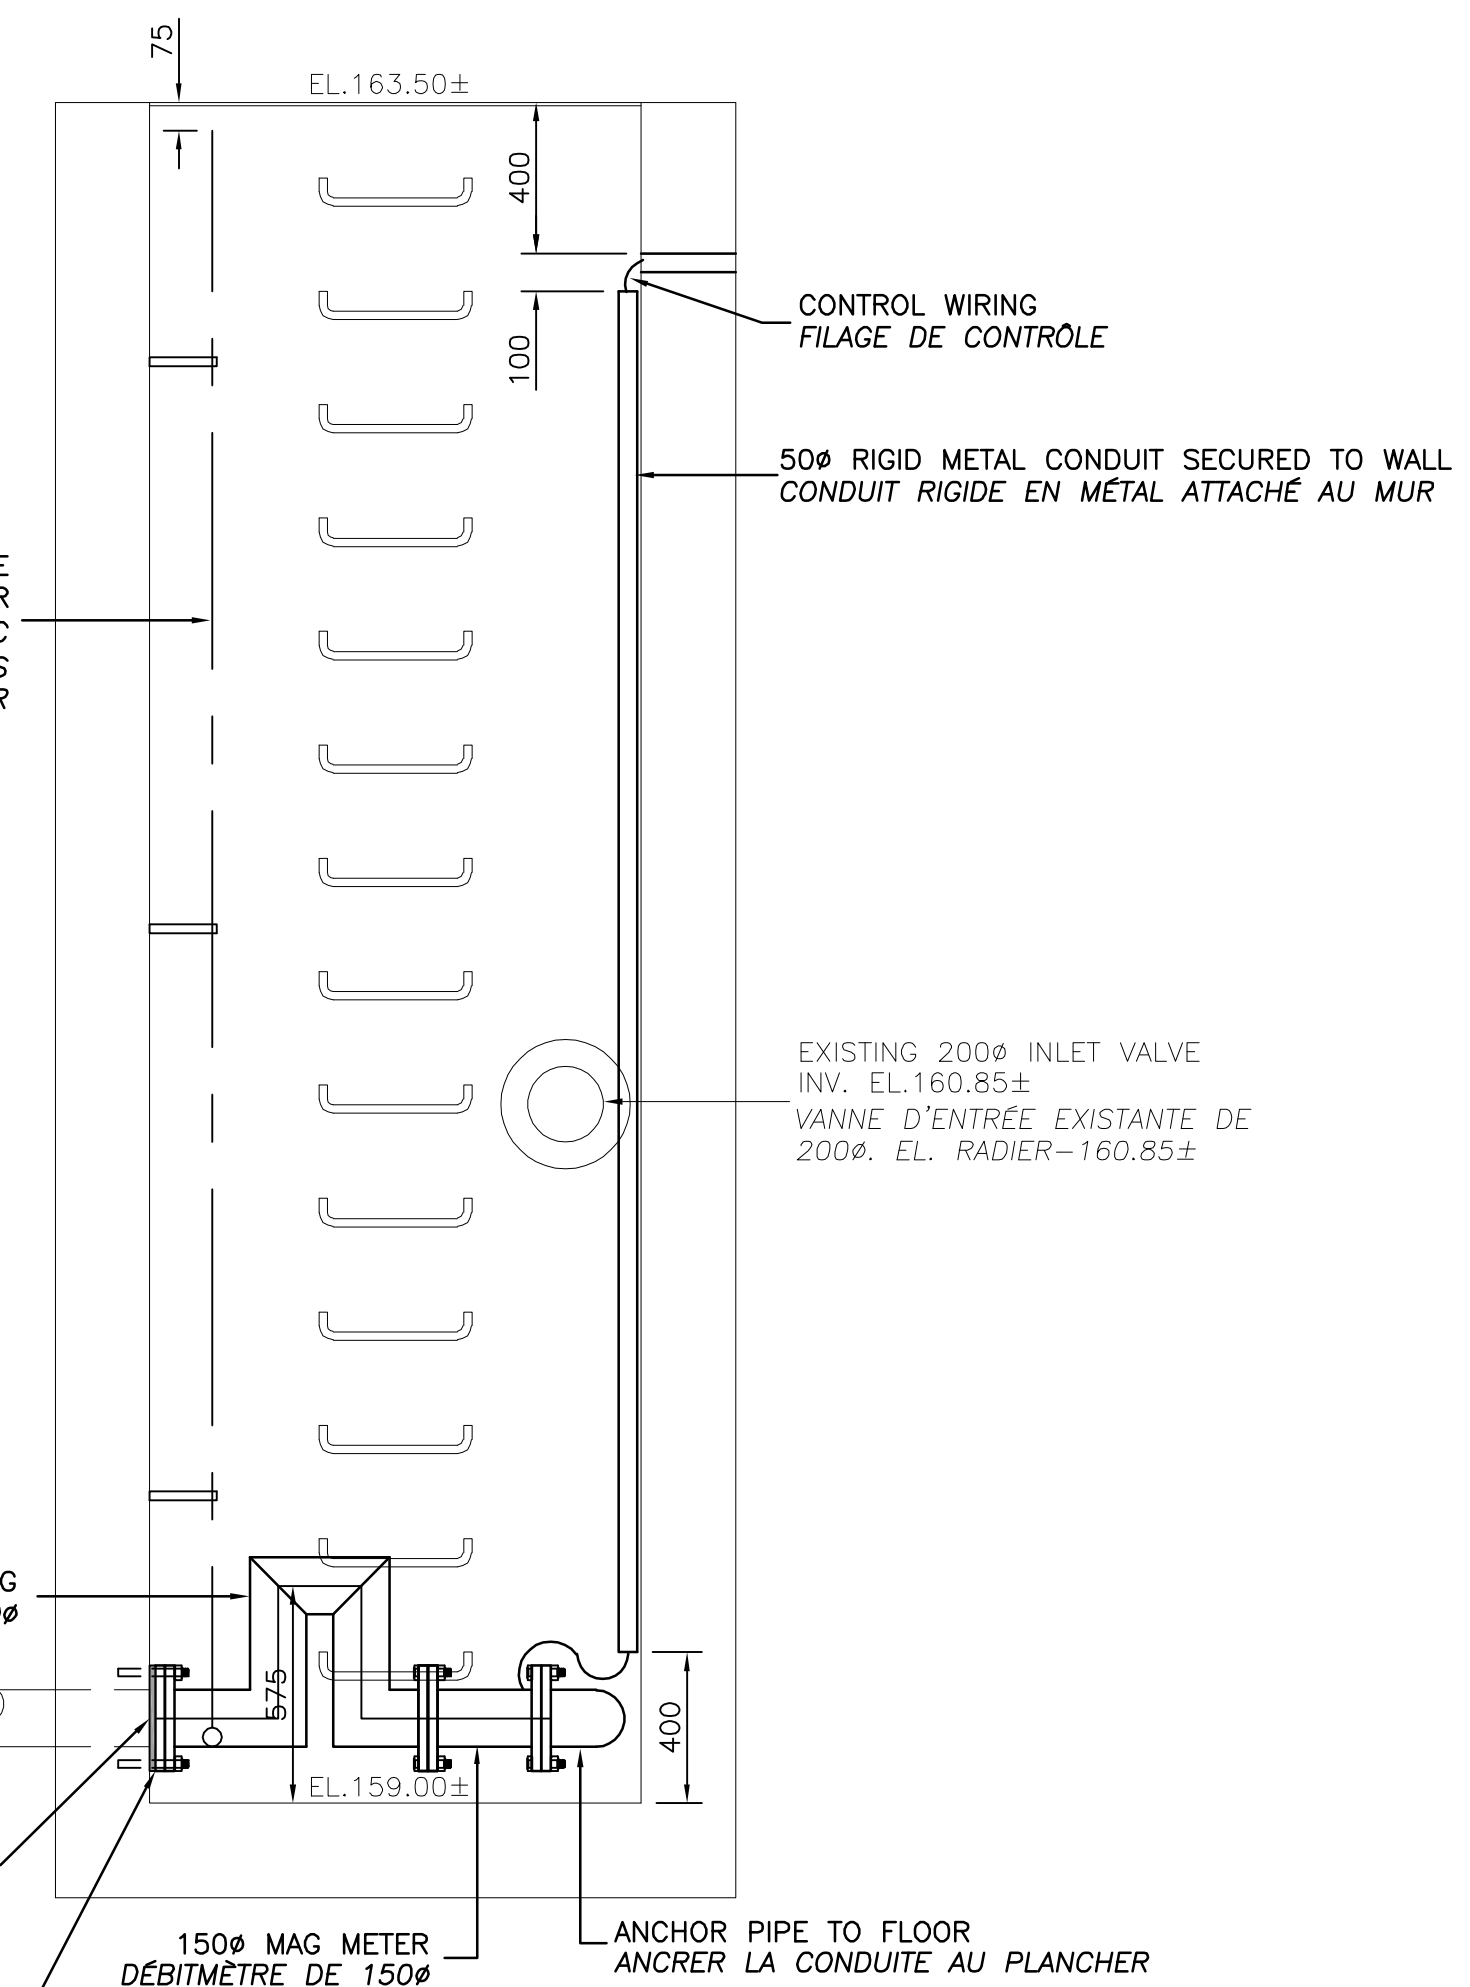 75
EL.163.50±
400
100
CONTROL WIRING
FILAGE DE CONTRÔLE
50ø RIGID METAL CONDUIT SECURED TO WALL
CONDUIT RIGIDE EN MÉTAL ATTACHÉ AU MUR
E
R
C
S
R
EXISTING 200ø INLET VALVE
INV. EL.160.85±
VANNE D'ENTRÉE EXISTANTE DE
200ø. EL. RADIER-160.85±
G
ø
575
400
EL.159.00±
150ø MAG METER
DÉBITMÈTRE DE 150ø
ANCHOR PIPE TO FLOOR
ANCRER LA CONDUITE AU PLANCHER